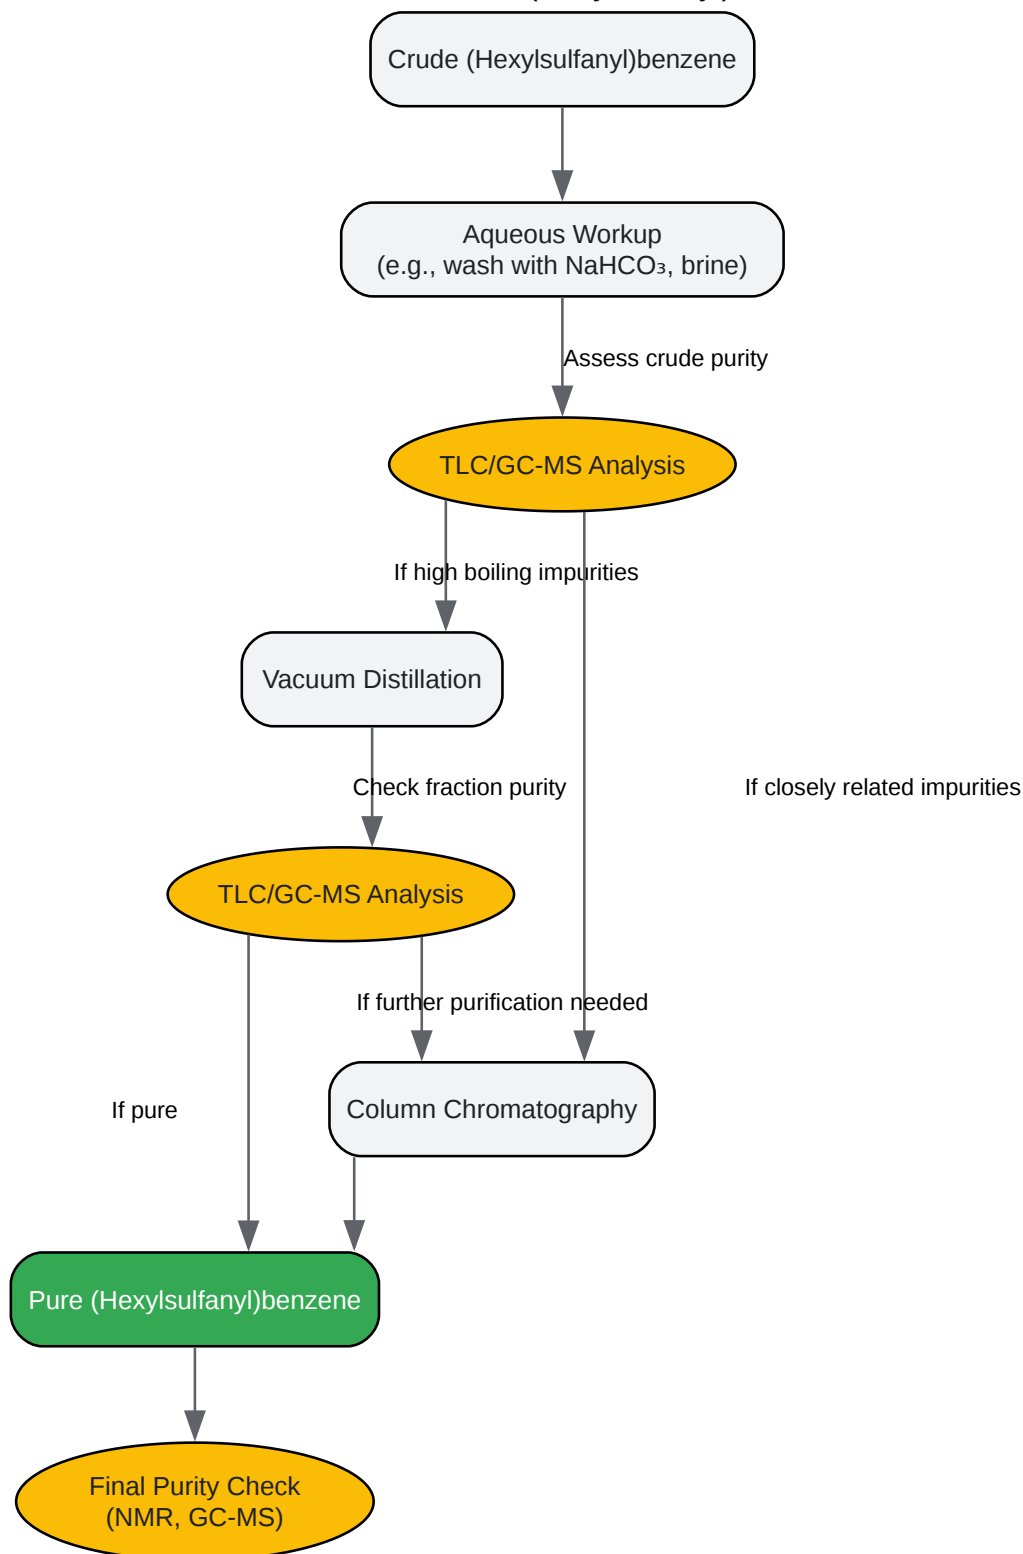 Crude (Hexylsulfanyl)benzene
Aqueous Workup
(e.g., wash with NaHCO₃, brine)
Assess crude purity
TLC/GC-MS Analysis
If high boiling impurities
Vacuum Distillation
Check fraction purity
If closely related impurities
TLC/GC-MS Analysis
If further purification needed
If pure
Column Chromatography
Pure (Hexylsulfanyl)benzene
Final Purity Check
(NMR, GC-MS)